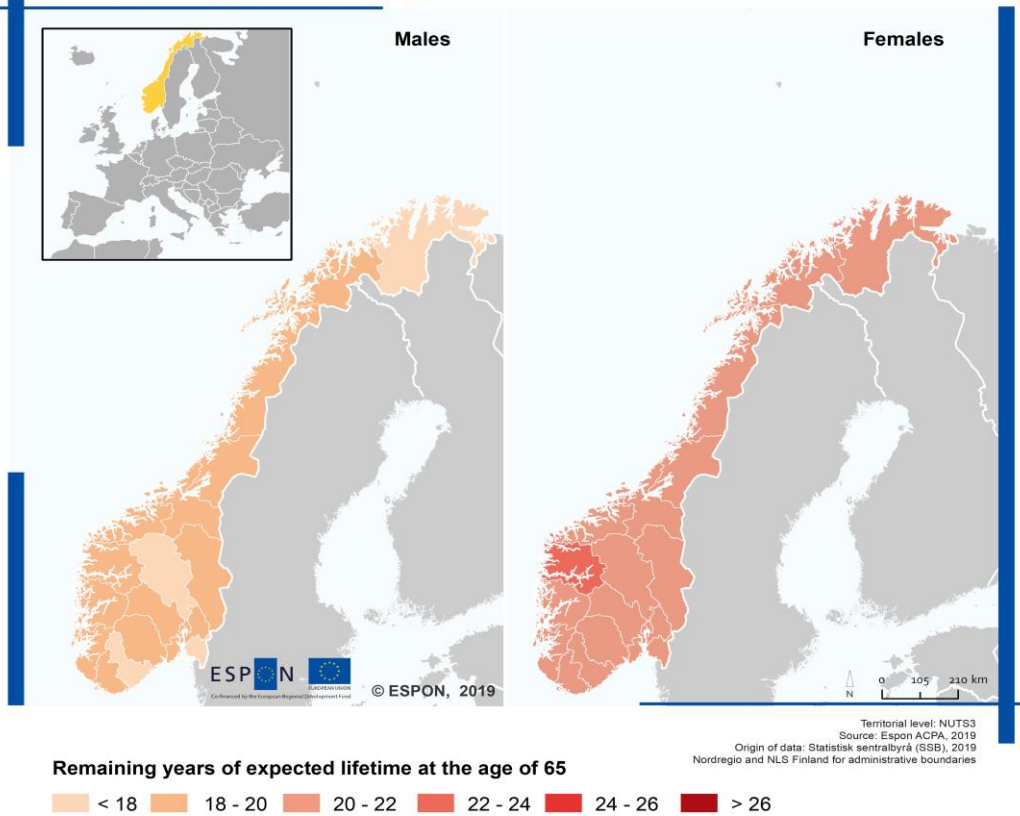 Males
Females
ESPON
EUROPEAN UNION
Co-financed by the European Regional Development Fund
© ESPON, 2019
N
0 105 210 km
Territorial level: NUTS3
Source: Espon ACPA, 2019
Origin of data: Statistisk sentralbyrå (SSB), 2019
Nordregio and NLS Finland for administrative boundaries
Remaining years of expected lifetime at the age of 65
< 18 18 - 20 20 - 22 22 - 24 24 - 26 > 26